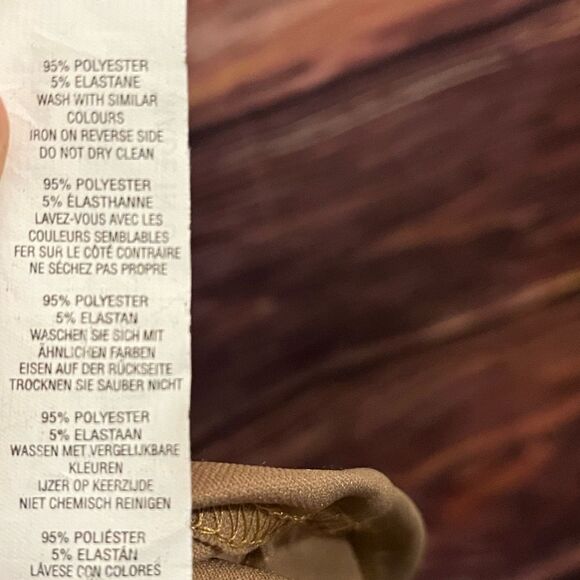 95% POLYESTER
5% ELASTANE
WASH WITH SIMILAR
COLOURS
IRON ON REVERSE SIDE
DO NOT DRY CLEAN
95% POLYESTER
5% ÉLASTHANNE
LAVEZ-VOUS AVEC LES
COULEURS SEMBLABLES
FER SUR LE CÔTÉ CONTRAIRE
NE SÉCHEZ PAS PROPRE
95% POLYESTER
5% ELASTAN
WASCHEN SIE SICH MIT
ÄHNLICHEN FARBEN
EISEN AUF DER RÜCKSEITE
TROCKNEN SIE SAUBER NICHT
95% POLYESTER
5% ELASTAAN
WASSEN MET VERGELIJKBARE
KLEUREN
IJZER OP KEERZIJDE
NIET CHEMISCH REINIGEN
95% POLIÉSTER
5% ELASTÁN
LÁVESE CON COLORES